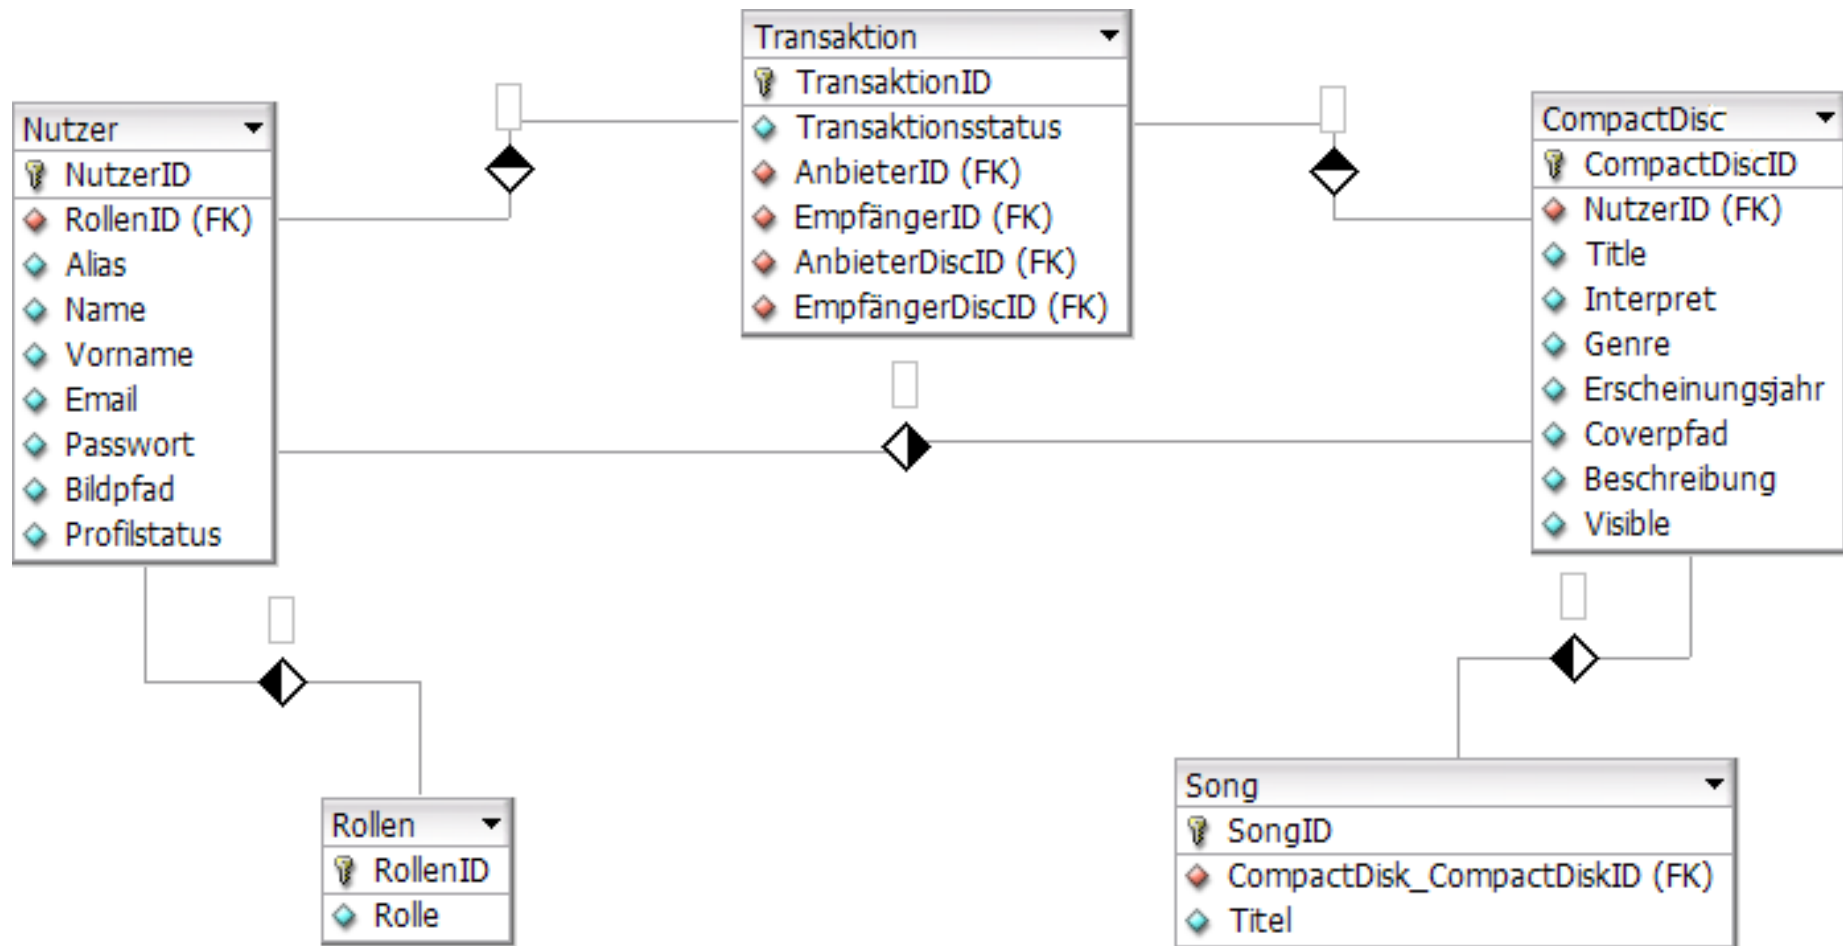 Nutzer
NutzerID
RollenID (FK)
Alias
Name
Vorname
Email
Passwort
Bildpfad
Profilstatus
Transaktion
TransaktionID
Transaktionsstatus
AnbieterID (FK)
EmpfängerID (FK)
AnbieterDiscID (FK)
EmpfängerDiscID (FK)
CompactDisc
CompactDiscID
NutzerID (FK)
Title
Interpret
Genre
Erscheinungsjahr
Coverpfad
Beschreibung
Visible
Rollen
RollenID
Rolle
Song
SongID
CompactDisk_CompactDiskID (FK)
Titel